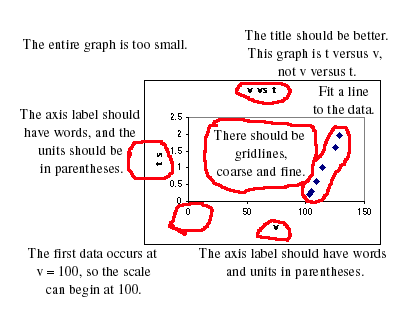 The entire graph is too small.
The title should be better.
This graph is t versus v,
not v versus t.
v vs t
Fit a line
to the data.
The axis label should
have words, and the
units should be
in parentheses.
t s
2.5
2
1.5
1
0.5
0
There should be
gridlines,
coarse and fine.
0 50 100 150
v
The first data occurs at
v = 100, so the scale
can begin at 100.
The axis label should have words
and units in parentheses.